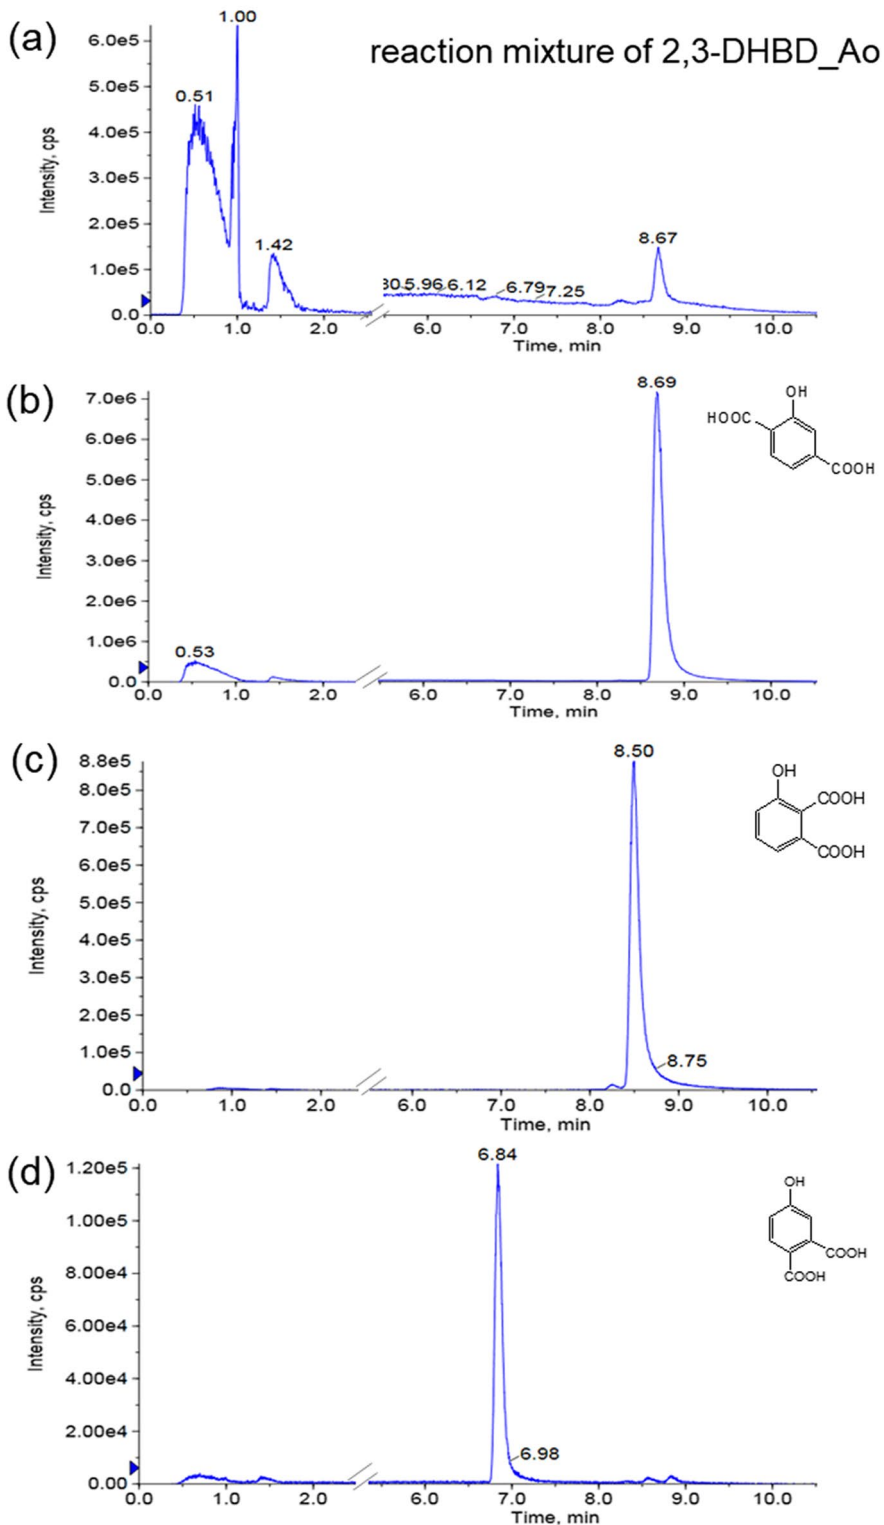 (a)
reaction mixture of 2,3-DHBD_Ao
1.00
6.0e5
5.0e5
0.51
4.0e5
3.0e5
2.0e5
1.42
8.67
1.0e5
5.96
6.12
6.79
7.25
0.0
Intensity, cps
0.0 1.0 2.0 6.0 7.0 8.0 9.0 10.0
Time, min
(b)
8.69
7.0e6
6.0e6
5.0e6
4.0e6
3.0e6
2.0e6
1.0e6
0.53
0.0
Intensity, cps
OH
HOOC
COOH
0.0 1.0 2.0 6.0 7.0 8.0 9.0 10.0
Time, min
(c)
8.50
8.8e5
8.0e5
7.0e5
6.0e5
5.0e5
4.0e5
3.0e5
2.0e5
1.0e5
8.75
0.0
Intensity, cps
OH
COOH
COOH
0.0 1.0 2.0 6.0 7.0 8.0 9.0 10.0
Time, min
(d)
6.84
1.20e5
1.00e5
8.00e4
6.00e4
4.00e4
2.00e4
6.98
0.00
Intensity, cps
OH
COOH
COOH
0.0 1.0 2.0 6.0 7.0 8.0 9.0 10.0
Time, min